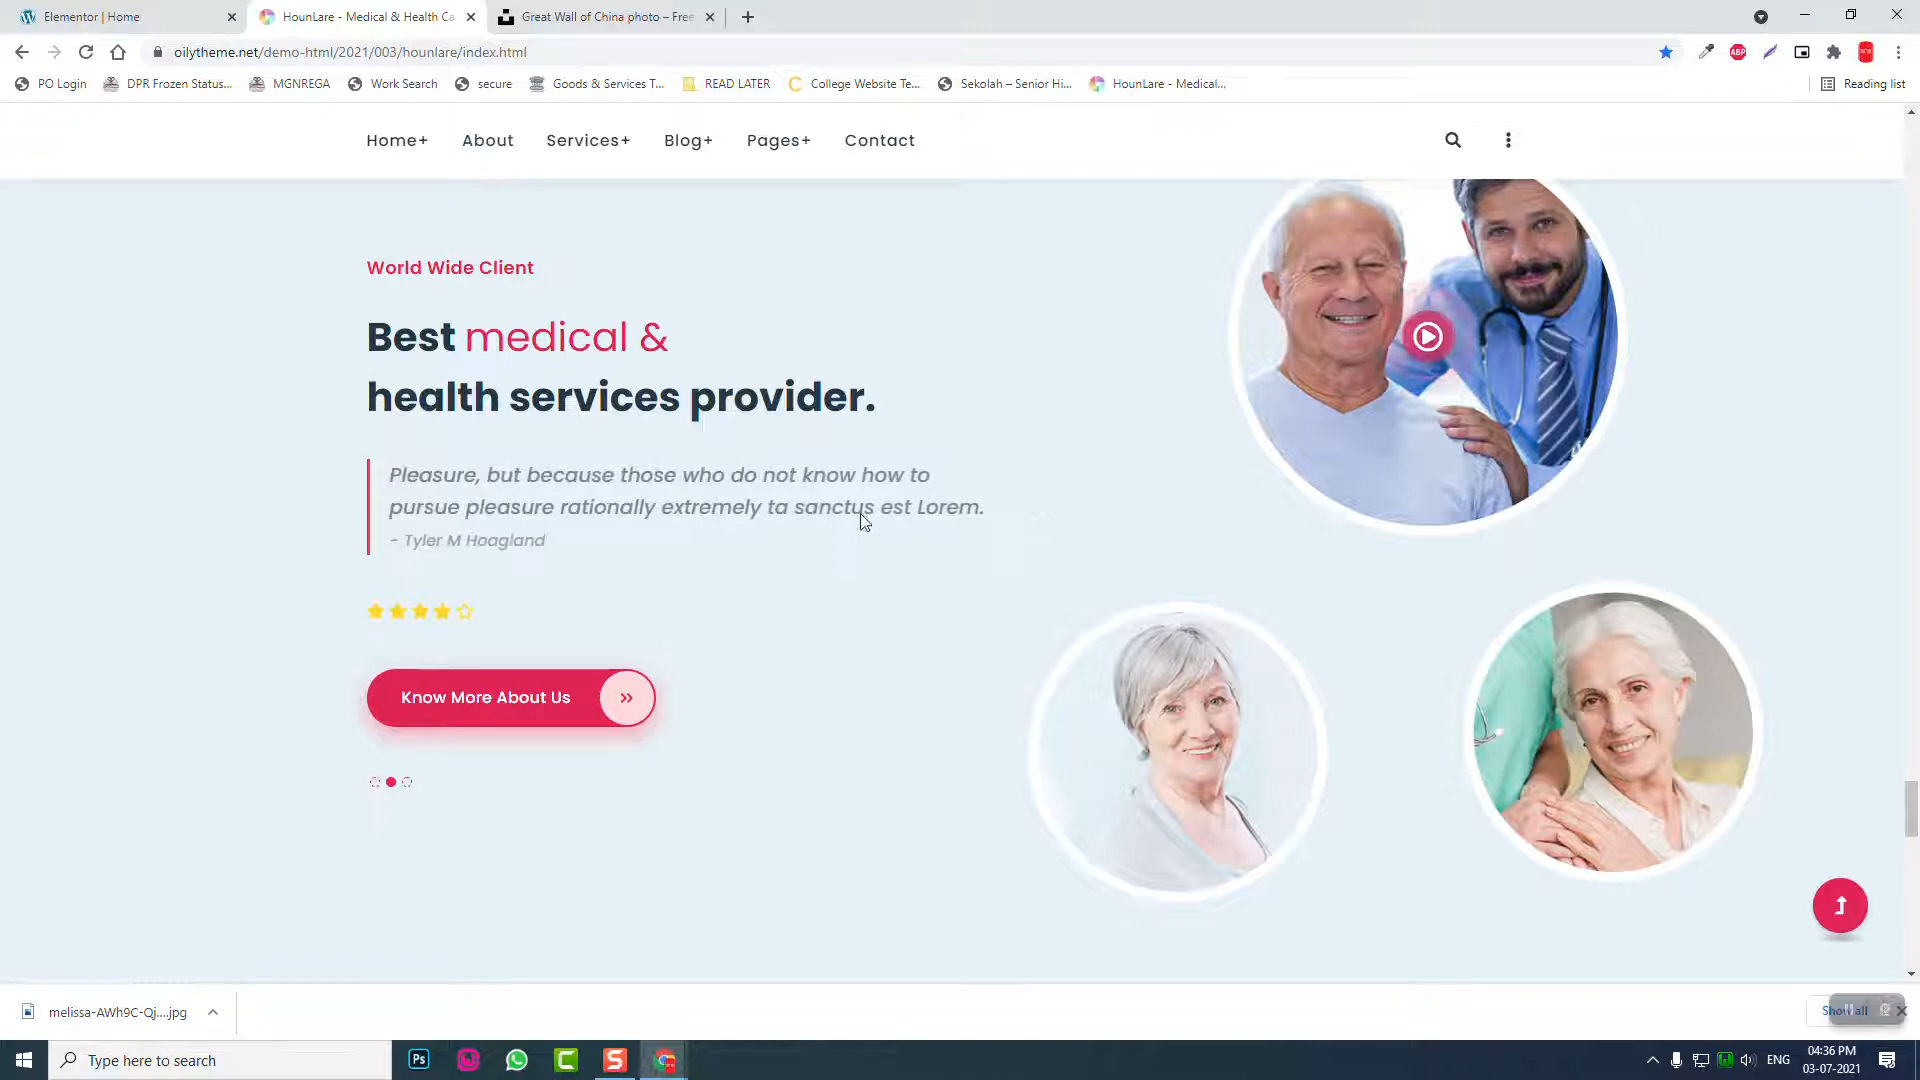 Elementor | Home
HounLare - Medical & Health Ca
Great Wall of China photo – Free
oilytheme.net/demo-html/2021/003/hounlare/index.html
ABP
PO Login
DPR Frozen Status...
MGNREGA
Work Search
secure
Goods & Services T...
READ LATER
College Website Te...
Sekolah – Senior Hi...
HounLare - Medical...
Reading list
Home+
About
Services+
Blog+
Pages+
Contact
World Wide Client
Best medical &
health services provider.
Pleasure, but because those who do not know how to
pursue pleasure rationally extremely ta sanctus est Lorem.
- Tyler M Hoagland
Know More About Us
melissa-AWh9C-Qj....jpg
Show all
Type here to search
Ps
ENG
04:36 PM
03-07-2021